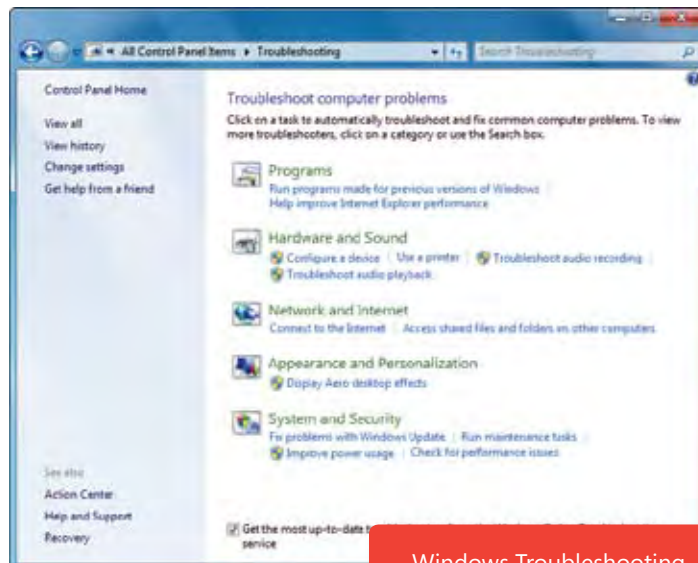 All Control Panel Items ▸ Troubleshooting
Search Troubleshooting
Control Panel Home
View all
View history
Change settings
Get help from a friend
Troubleshoot computer problems
Click on a task to automatically troubleshoot and fix common computer problems. To view
more troubleshooters, click on a category or use the Search box.
Programs
Run programs made for previous versions of Windows
Help improve Internet Explorer performance
Hardware and Sound
Configure a device | Use a printer | Troubleshoot audio recording
Troubleshoot audio playback
Network and Internet
Connect to the Internet | Access shared files and folders on other computers
Appearance and Personalization
Display Aero desktop effects
System and Security
Fix problems with Windows Update | Run maintenance tasks
Improve power usage | Check for performance issues
See also
Action Center
Help and Support
Recovery
Get the most up-to-date
service
Windows Troubleshooting